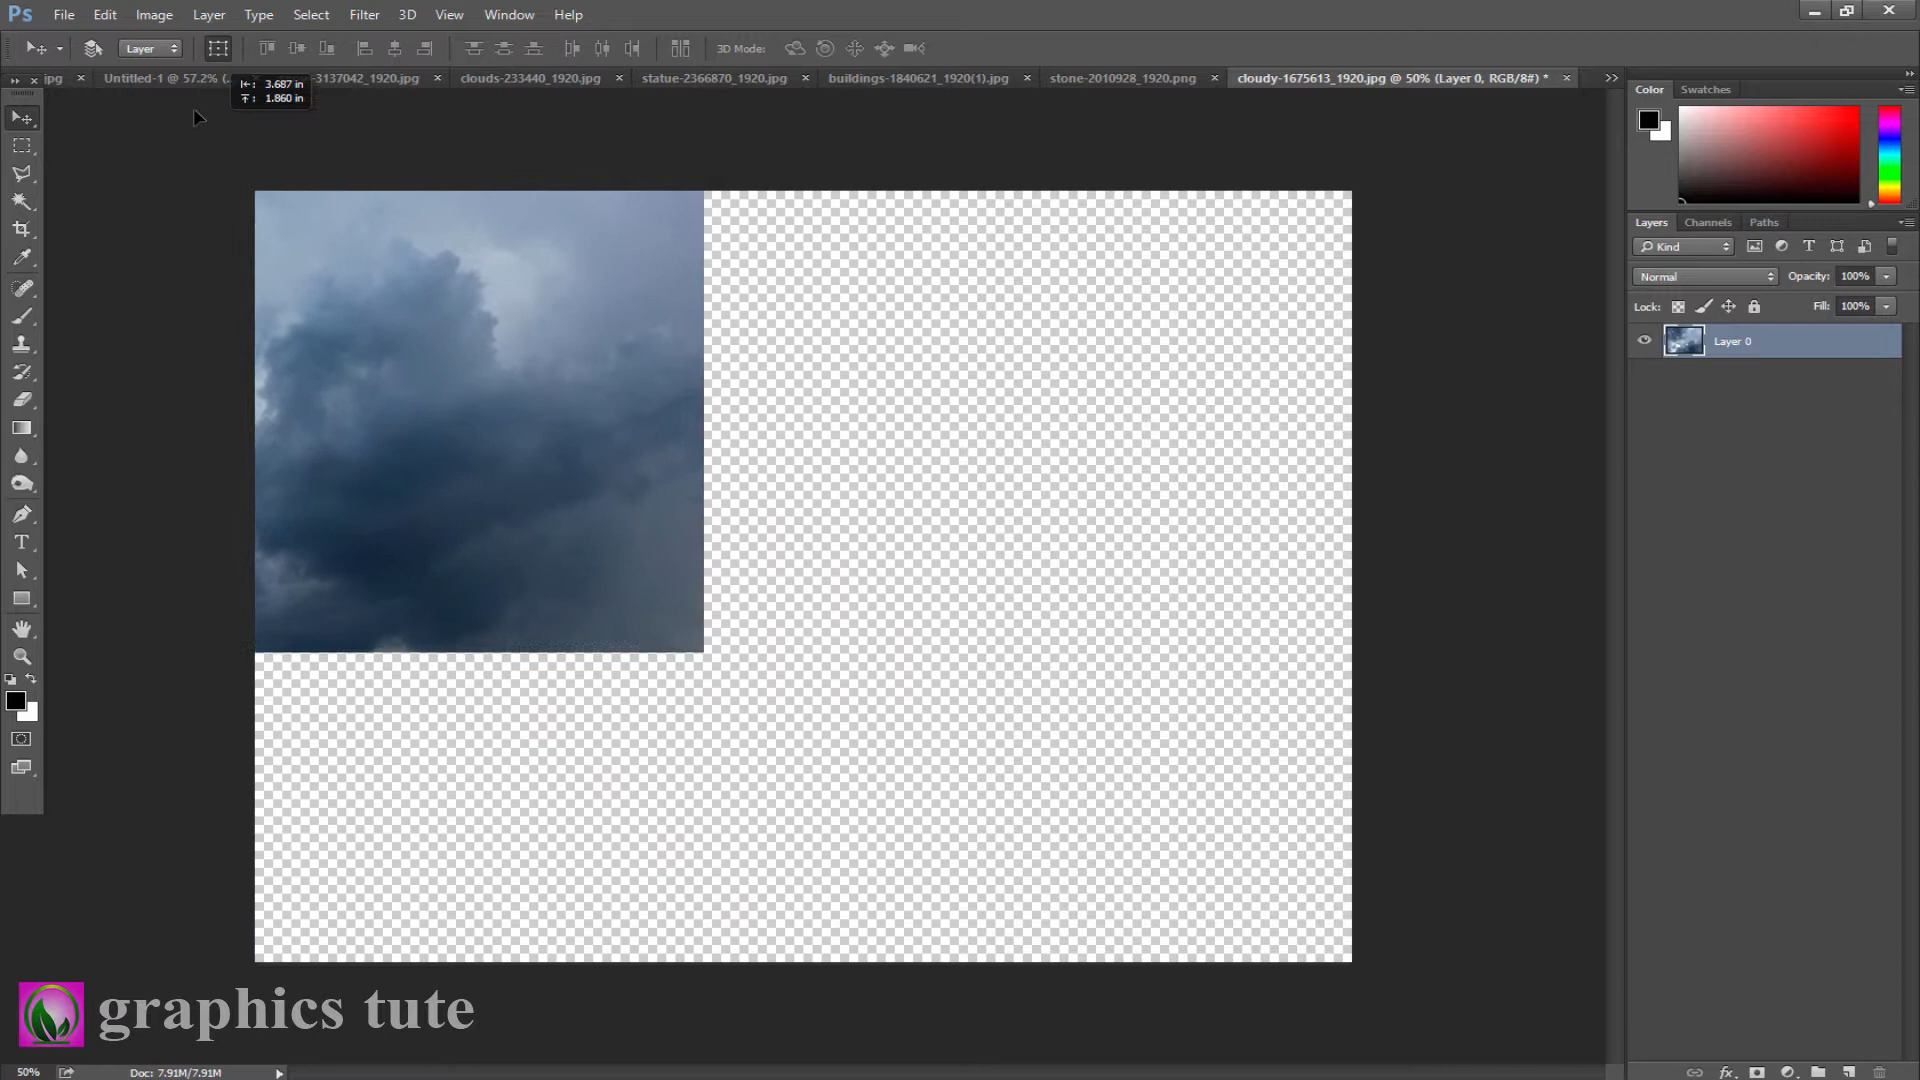 Ps File Edit Image Layer Type Select Filter 3D View Window Help
Layer 3D Mode:
jpg Untitled-1 @ 57.2% (. -3137042_1920.jpg clouds-233440_1920.jpg statue-2366870_1920.jpg buildings-1840621_1920(1).jpg stone-2010928_1920.png cloudy-1675613_1920.jpg @ 50% (Layer 0, RGB/8#) *
3.687 in
1.860 in
Color Swatches
Layers Channels Paths
Kind
Normal Opacity: 100%
Lock: Fill: 100%
Layer 0
graphics tute
50% Doc: 7.91M/7.91M